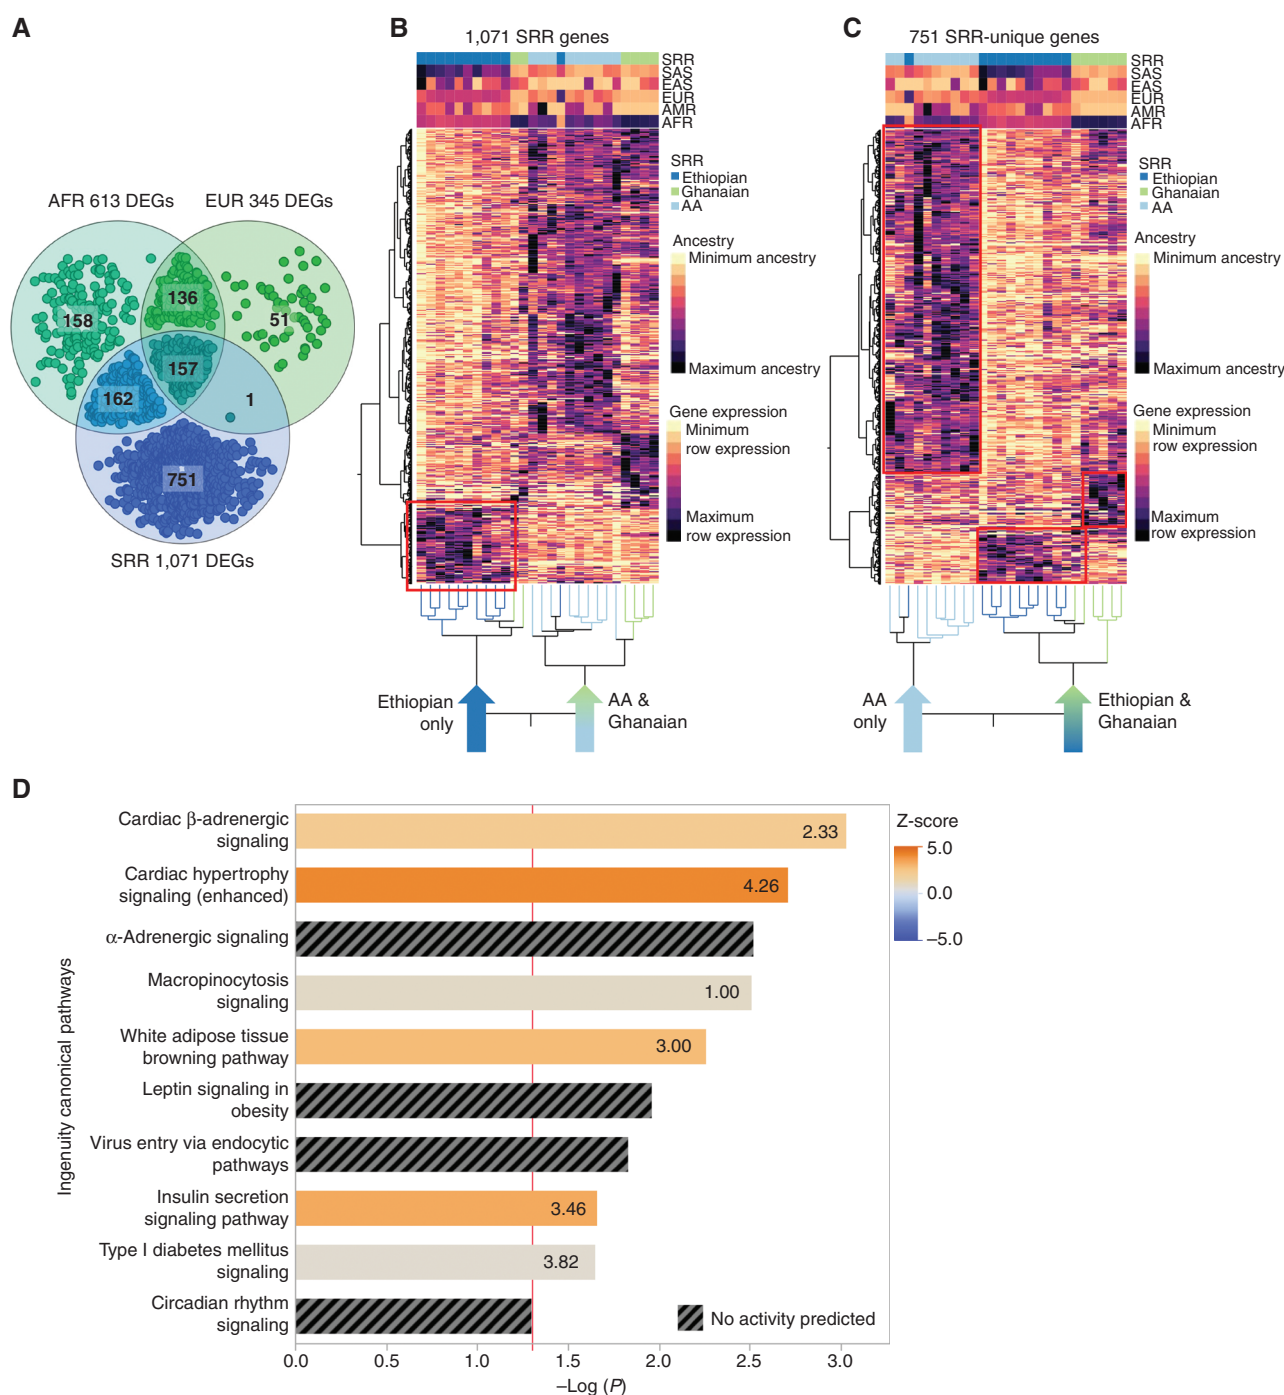 A
AFR 613 DEGs
EUR 345 DEGs
136
158
51
157
162
1
751
SRR 1,071 DEGs
B
1,071 SRR genes
SRR
SAS
EAS
EUR
AMR
AFR
SRR
Ethiopian
Ghanaian
AA
Ancestry
Minimum ancestry
Maximum ancestry
Gene expression
Minimum
row expression
Maximum
row expression
Ethiopian
only
AA &
Ghanaian
C
751 SRR-unique genes
SRR
SAS
EAS
EUR
AMR
AFR
SRR
Ethiopian
Ghanaian
AA
Ancestry
Minimum ancestry
Maximum ancestry
Gene expression
Minimum
row expression
Maximum
row expression
AA
only
Ethiopian &
Ghanaian
D
Ingenuity canonical pathways
Cardiac β-adrenergic
signaling
2.33
Cardiac hypertrophy
signaling (enhanced)
4.26
α-Adrenergic signaling
Macropinocytosis
signaling
1.00
White adipose tissue
browning pathway
3.00
Leptin signaling in
obesity
Virus entry via endocytic
pathways
Insulin secretion
signaling pathway
3.46
Type I diabetes mellitus
signaling
3.82
Circadian rhythm
signaling
No activity predicted
Z-score
5.0
0.0
–5.0
0.0
0.5
1.0
1.5
2.0
2.5
3.0
–Log (P)